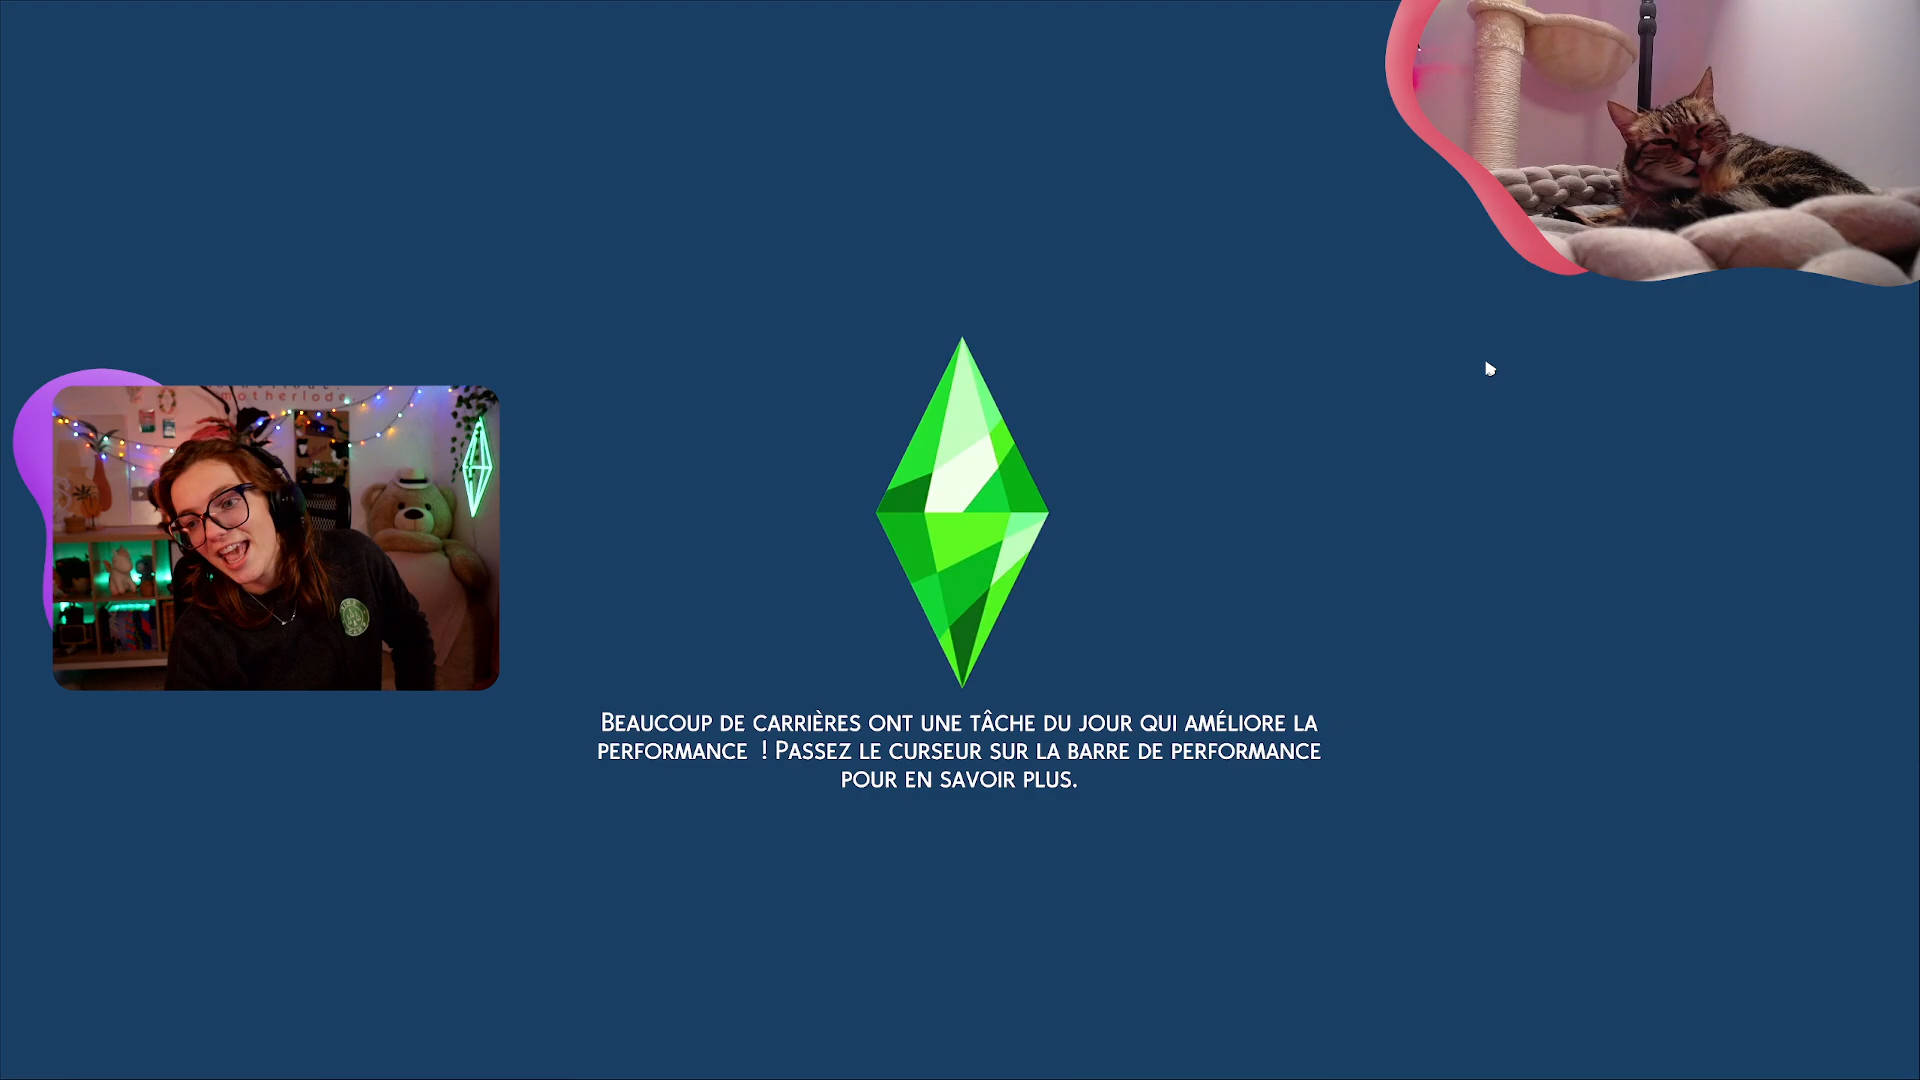 motherlode.
BEAUCOUP DE CARRIÈRES ONT UNE TÂCHE DU JOUR QUI AMÉLIORE LA
PERFORMANCE ! PASSEZ LE CURSEUR SUR LA BARRE DE PERFORMANCE
POUR EN SAVOIR PLUS.